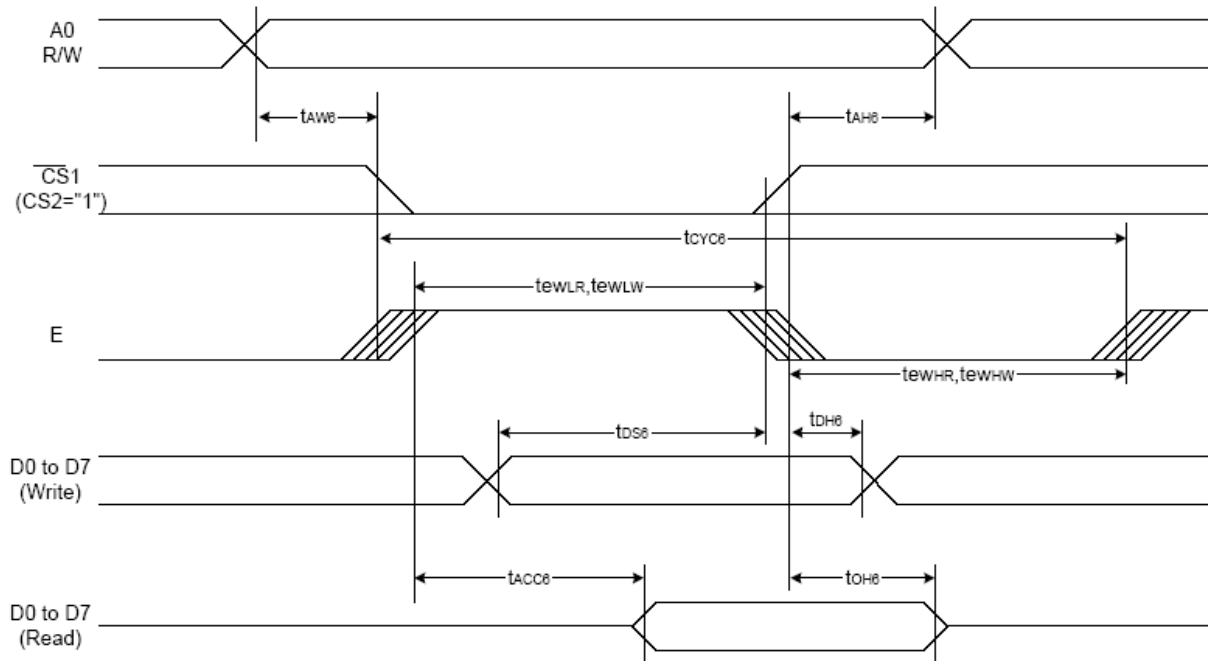 A0
R/W
tAW6
tAH6
CS1
(CS2="1")
tCYC6
tewLR,tewLW
E
tewHR,tewHW
tDS6
tDH6
D0 to D7
(Write)
tACC6
tOH6
D0 to D7
(Read)